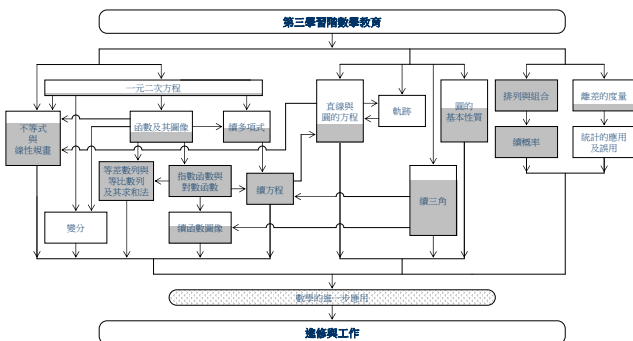 第三學習階數學教育
一元二次方程
不等式
與
線性規畫
函數及其圖像
續多項式
直線與
圓的方程
軌跡
圓的
基本性質
排列與組合
離差的度量
等差數列與
等比數列
及其求和法
指數函數與
對數函數
續方程
續概率
統計的應用
及誤用
變分
續函數圖像
續三角
數學的進一步應用
進修與工作